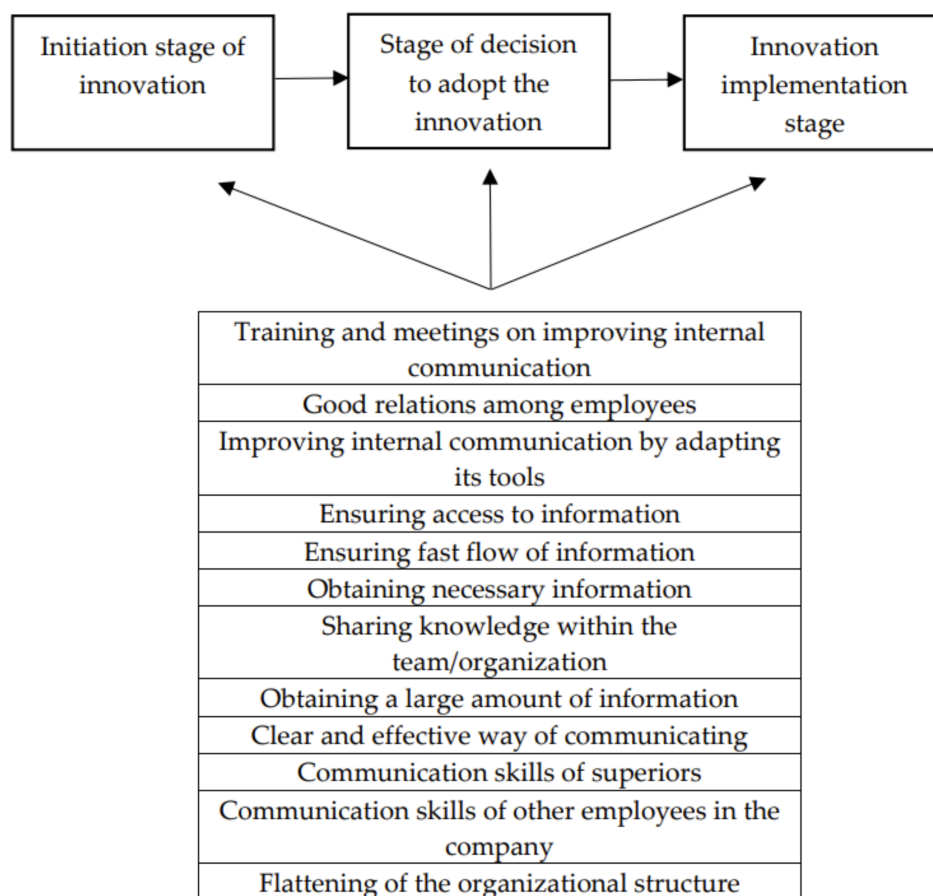 Initiation stage of
innovation
Stage of decision
to adopt the
innovation
Innovation
implementation
stage
Training and meetings on improving internal
communication
Good relations among employees
Improving internal communication by adapting
its tools
Ensuring access to information
Ensuring fast flow of information
Obtaining necessary information
Sharing knowledge within the
team/organization
Obtaining a large amount of information
Clear and effective way of communicating
Communication skills of superiors
Communication skills of other employees in the
company
Flattening of the organizational structure